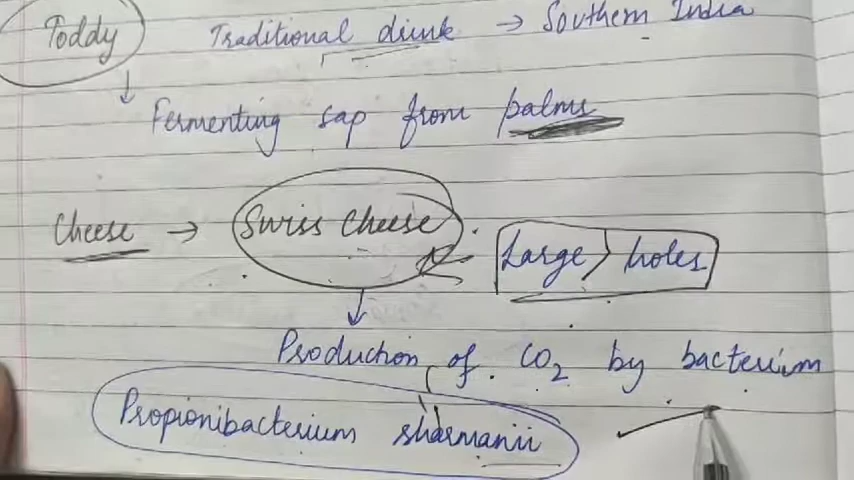 Toddy Traditional drink → Southern India
↓
Fermenting sap from palms
Cheese → Swiss Cheese. Large holes
↓
Production of CO2 by bacterium
Propionibacterium sharmanii